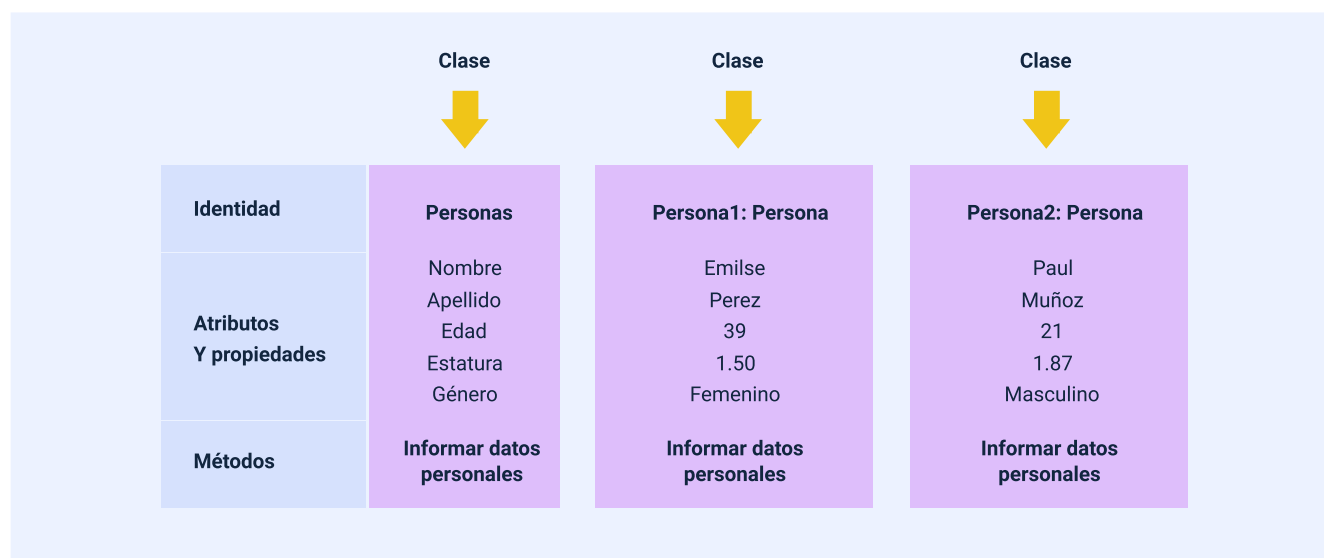 Clase
Clase
Clase
Identidad
Personas
Persona1: Persona
Persona2: Persona
Atributos
Y propiedades
Nombre
Apellido
Edad
Estatura
Género
Emilse
Perez
39
1.50
Femenino
Paul
Muñoz
21
1.87
Masculino
Métodos
Informar datos
personales
Informar datos
personales
Informar datos
personales